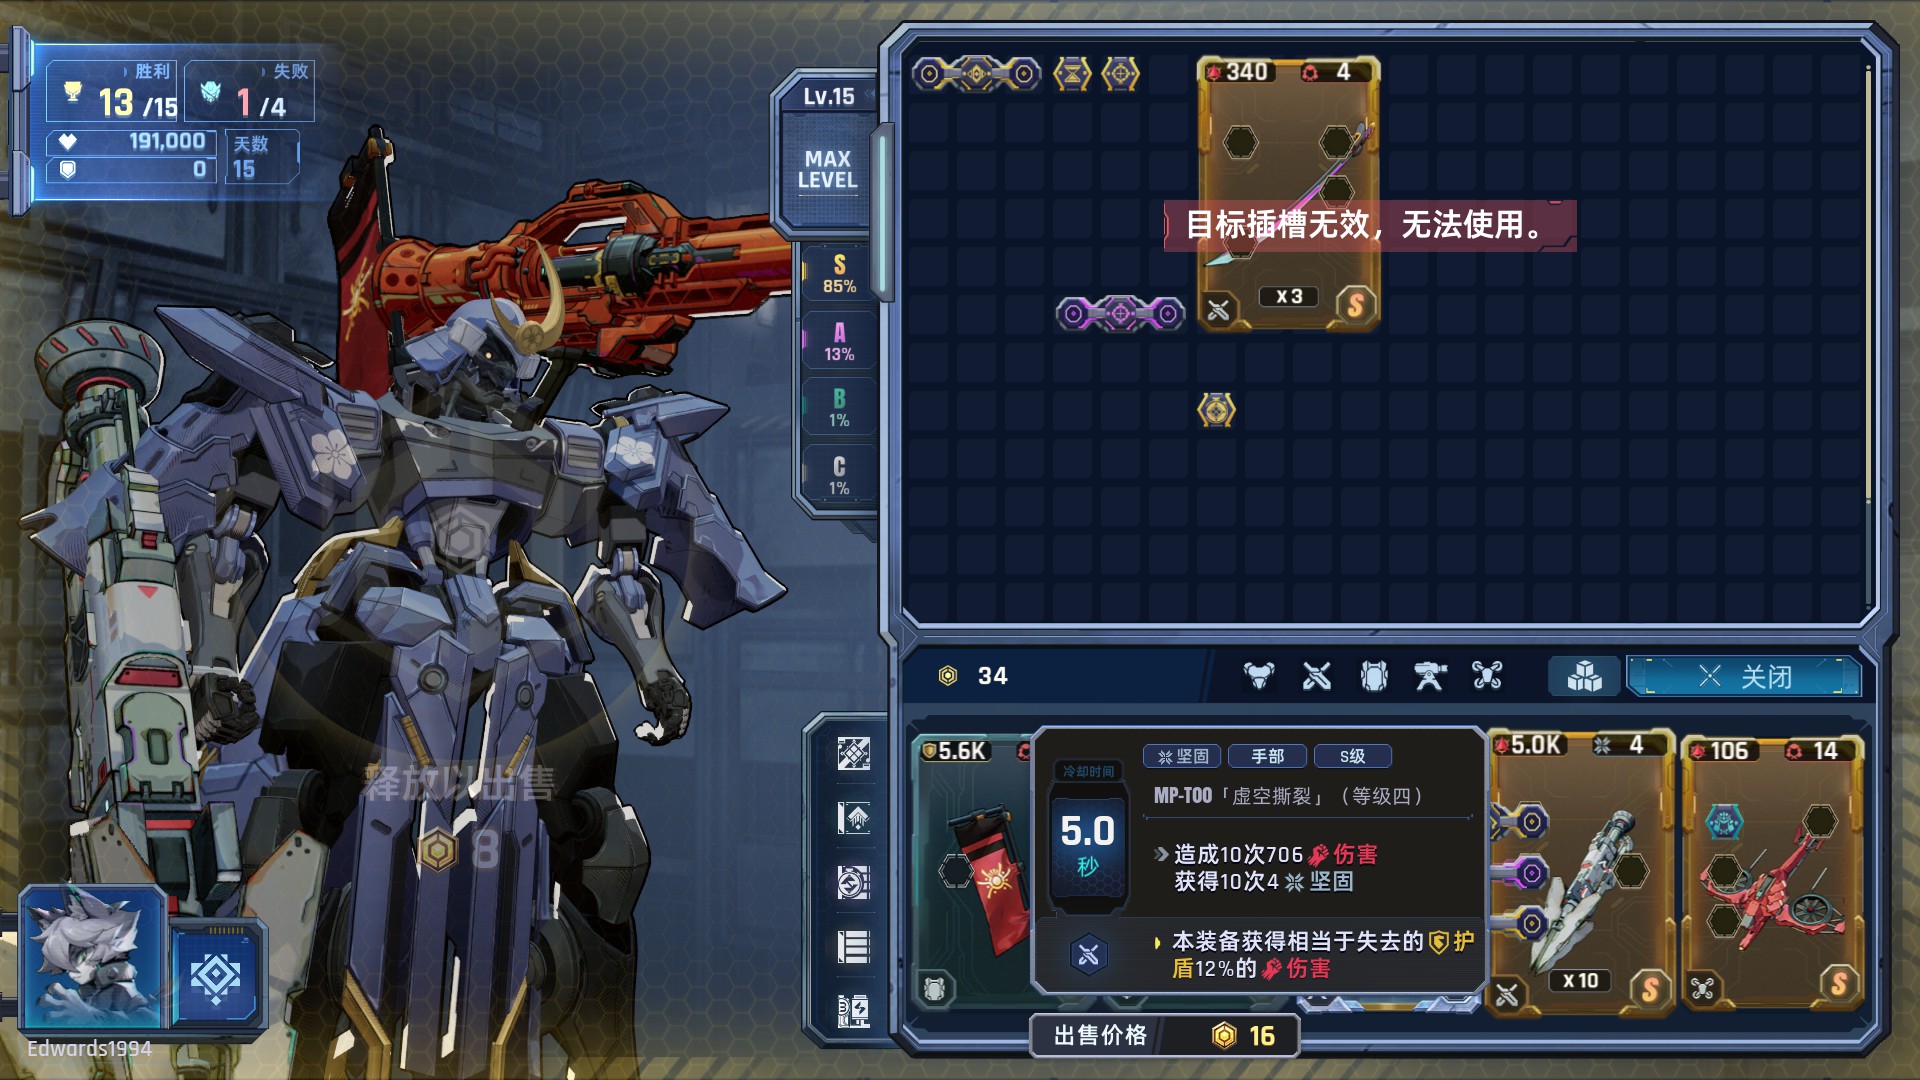 胜利
13 /15
失败
1 /4
191,000
0
天数
15
Lv.15
MAX
LEVEL
S
85%
A
13%
B
1%
C
1%
340
4
目标插槽无效，无法使用。
x3
S
34
关闭
释放以出售
8
5.6K
冷却时间
5.0
秒
坚固
手部
S级
MP-T00「虚空撕裂」（等级四）
造成10次706伤害
获得10次4坚固
本装备获得相当于失去的护
盾12%的伤害
出售价格
16
5.0K
4
x10
S
106
14
S
Edwards1994